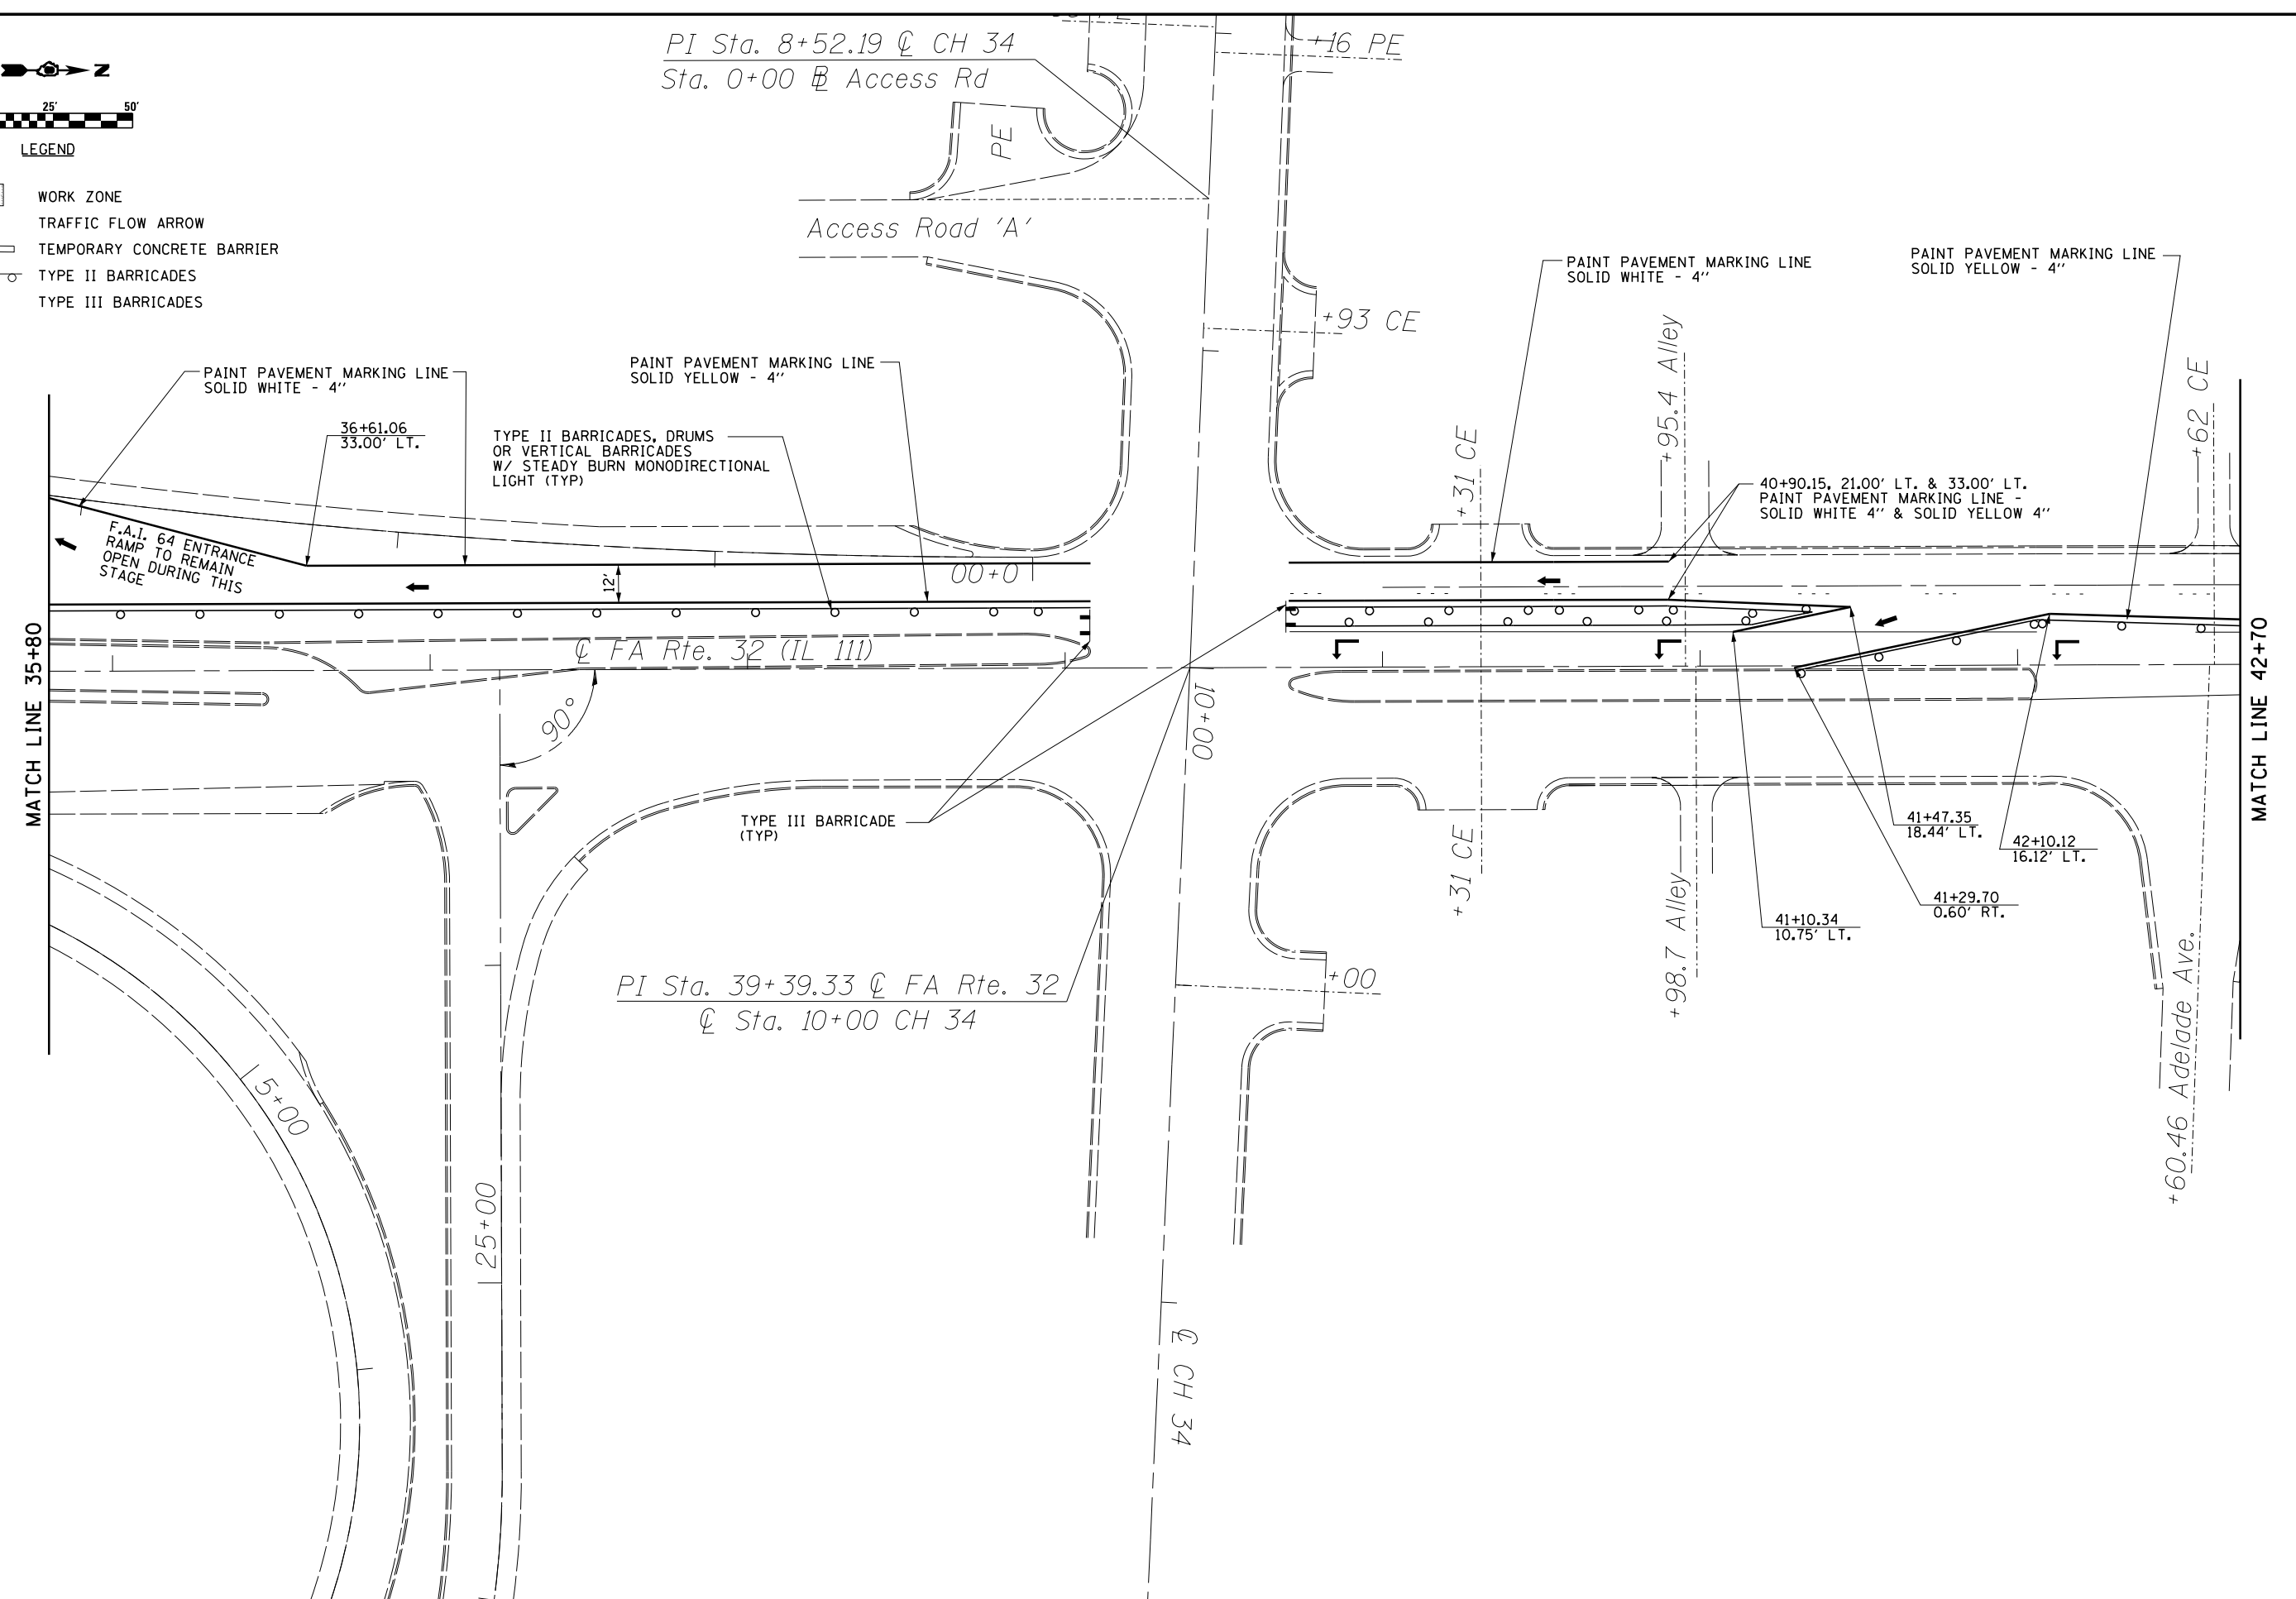 PI Sta. 8+52.19 ℄ CH 34
Sta. 0+00 ⅊ Access Rd
+16 PE
N
25' 50'
LEGEND
WORK ZONE
TRAFFIC FLOW ARROW
TEMPORARY CONCRETE BARRIER
TYPE II BARRICADES
TYPE III BARRICADES
PE
Access Road 'A'
+93 CE
PAINT PAVEMENT MARKING LINE
SOLID WHITE - 4''
PAINT PAVEMENT MARKING LINE
SOLID YELLOW - 4''
PAINT PAVEMENT MARKING LINE
SOLID WHITE - 4''
PAINT PAVEMENT MARKING LINE
SOLID YELLOW - 4''
36+61.06
33.00' LT.
TYPE II BARRICADES, DRUMS
OR VERTICAL BARRICADES
W/ STEADY BURN MONODIRECTIONAL
LIGHT (TYP)
+31 CE
+95.4 Alley
+62 CE
40+90.15, 21.00' LT. & 33.00' LT.
PAINT PAVEMENT MARKING LINE -
SOLID WHITE 4'' & SOLID YELLOW 4''
F.A.I. 64 ENTRANCE
RAMP TO REMAIN
OPEN DURING THIS
STAGE
12'
0+00
℄ FA Rte. 32 (IL 111)
MATCH LINE 35+80
MATCH LINE 42+70
90°
10+00
TYPE III BARRICADE
(TYP)
41+47.35
18.44' LT.
42+10.12
16.12' LT.
41+29.70
0.60' RT.
41+10.34
10.75' LT.
+31 CE
+98.7 Alley
+60.46 Adelade Ave.
PI Sta. 39+39.33 ℄ FA Rte. 32
℄ Sta. 10+00 CH 34
+00
5+00
25+00
℄ CH 34